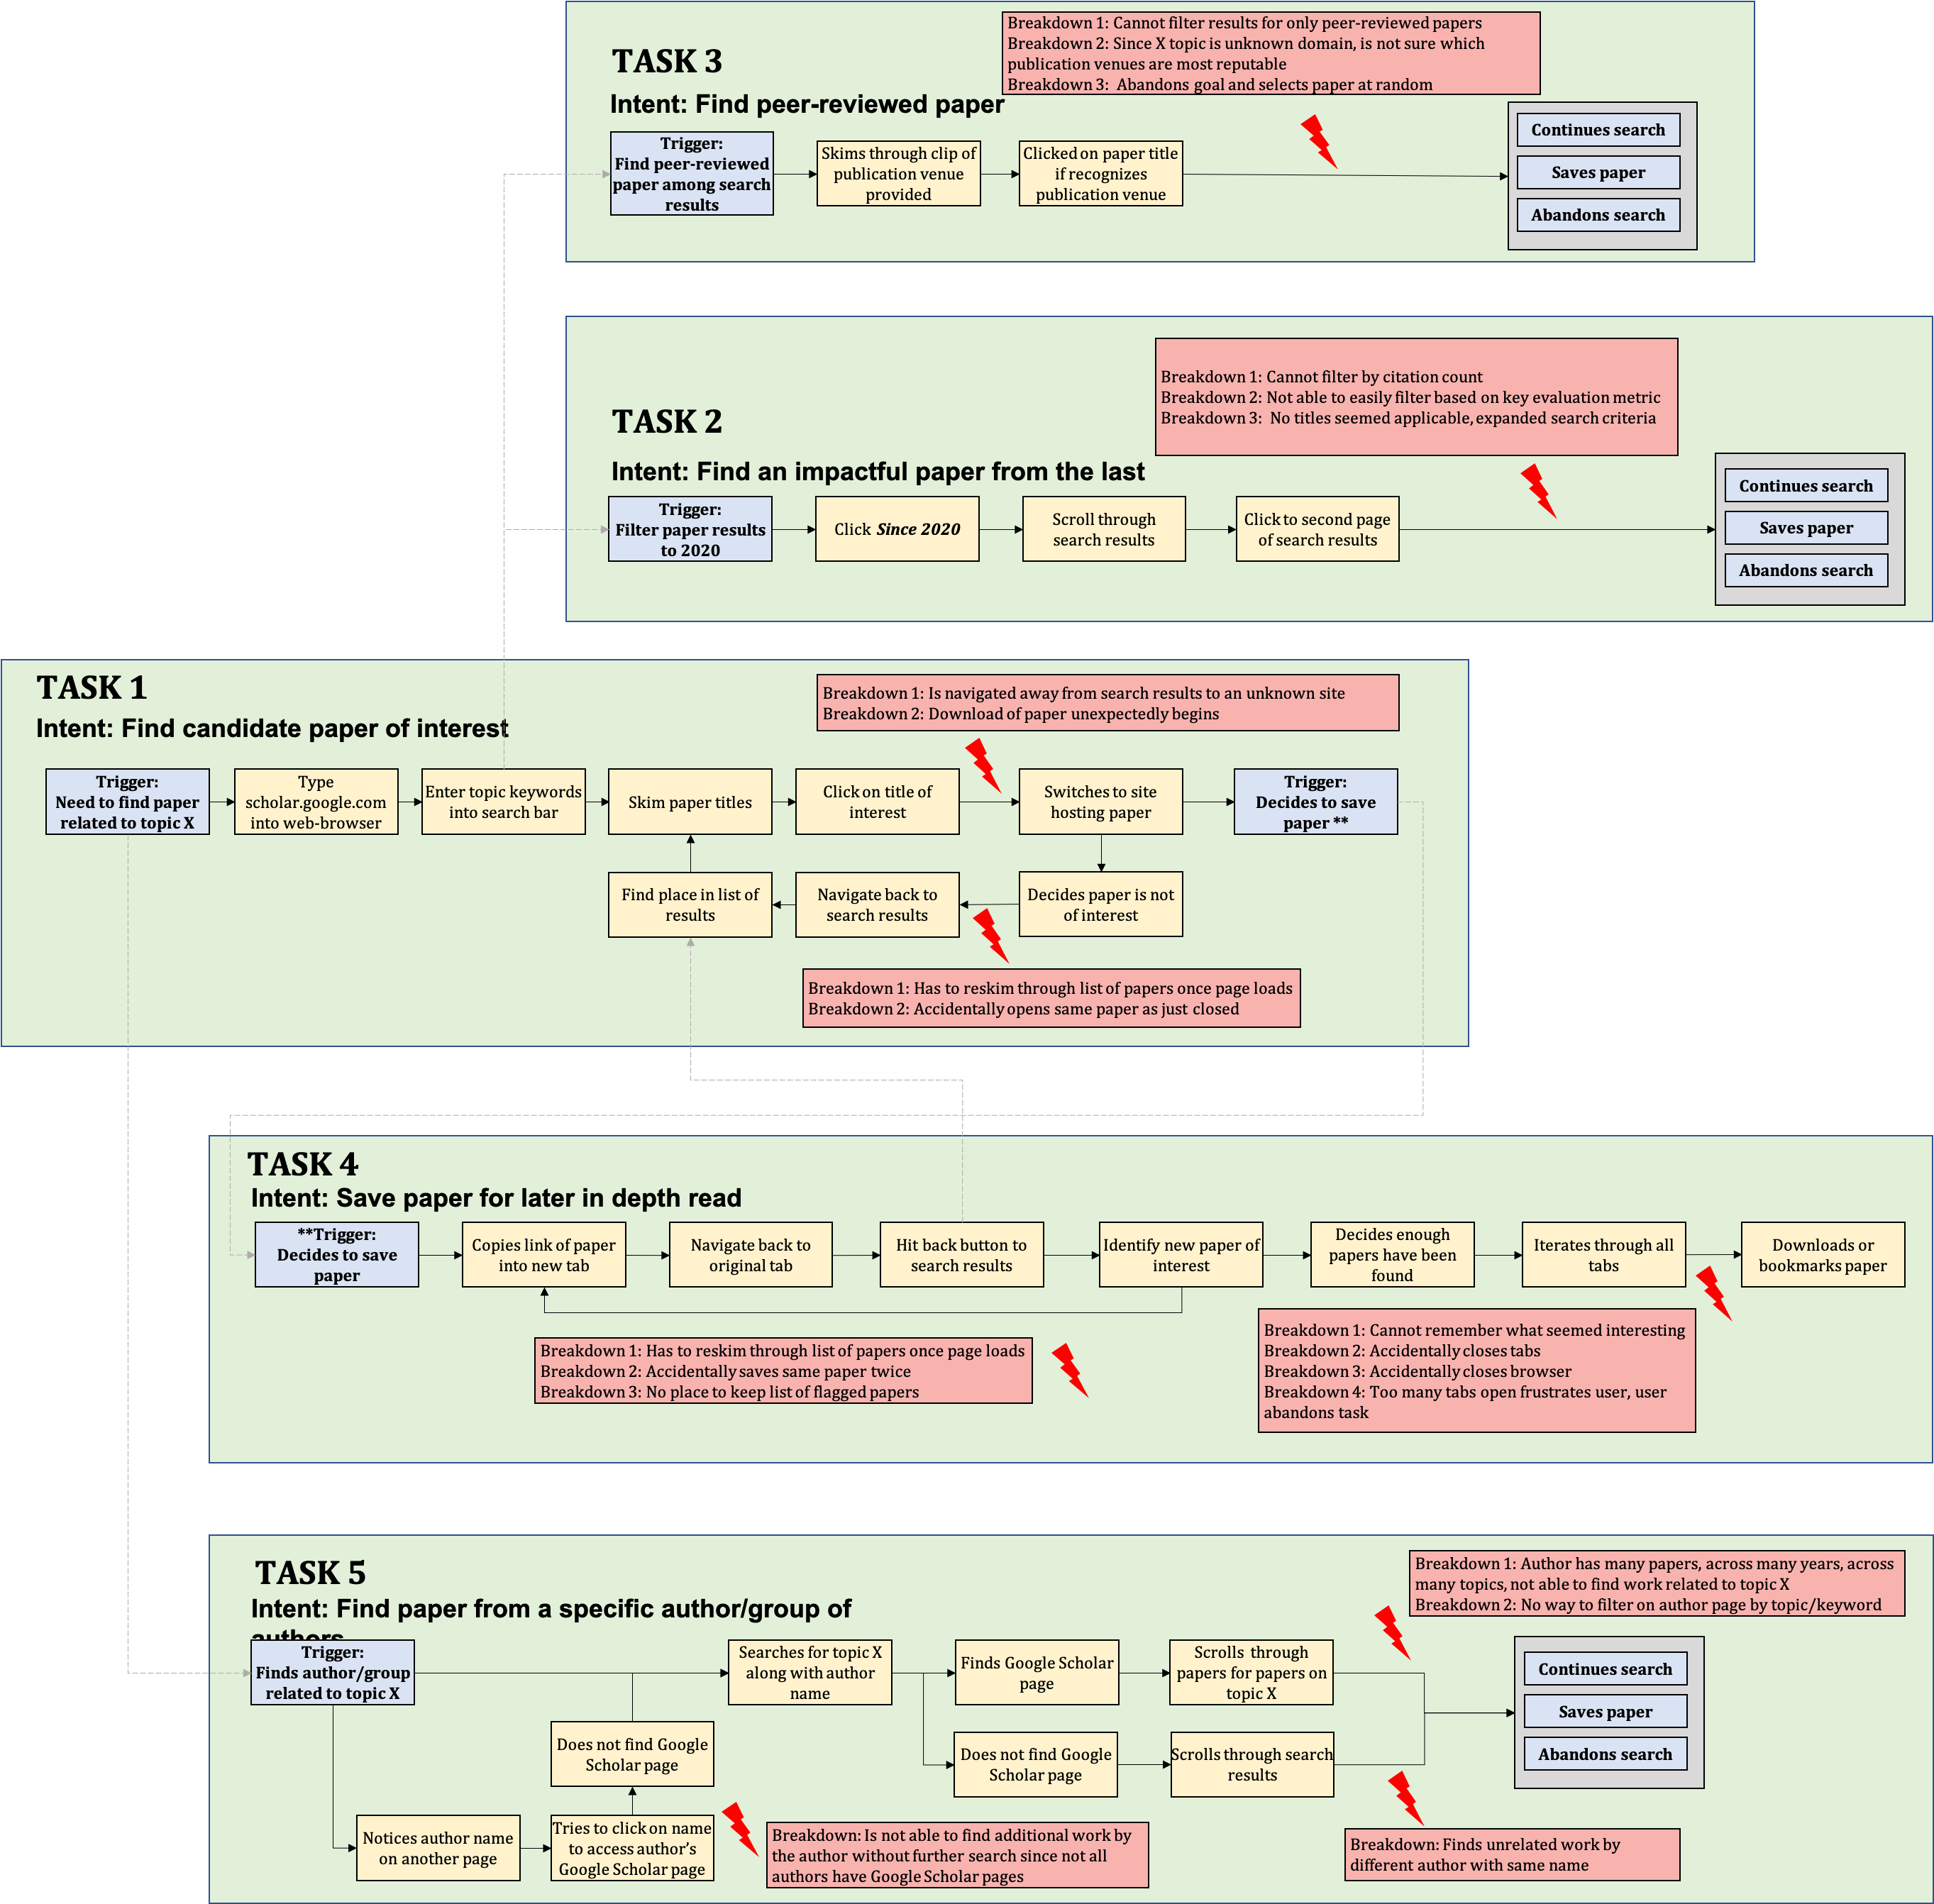 TASK 3
Intent: Find peer-reviewed paper
Breakdown 1: Cannot filter results for only peer-reviewed papers
Breakdown 2: Since X topic is unknown domain, is not sure which
publication venues are most reputable
Breakdown 3: Abandons goal and selects paper at random
Trigger:
Find peer-reviewed
paper among search
results
Skims through clip of
publication venue
provided
Clicked on paper title
if recognizes
publication venue
Continues search
Saves paper
Abandons search
TASK 2
Intent: Find an impactful paper from the last
Breakdown 1: Cannot filter by citation count
Breakdown 2: Not able to easily filter based on key evaluation metric
Breakdown 3: No titles seemed applicable, expanded search criteria
Trigger:
Filter paper results
to 2020
Click Since 2020
Scroll through
search results
Click to second page
of search results
Continues search
Saves paper
Abandons search
TASK 1
Intent: Find candidate paper of interest
Breakdown 1: Is navigated away from search results to an unknown site
Breakdown 2: Download of paper unexpectedly begins
Trigger:
Need to find paper
related to topic X
Type
scholar.google.com
into web-browser
Enter topic keywords
into search bar
Skim paper titles
Click on title of
interest
Switches to site
hosting paper
Trigger:
Decides to save
paper **
Find place in list of
results
Navigate back to
search results
Decides paper is not
of interest
Breakdown 1: Has to reskim through list of papers once page loads
Breakdown 2: Accidentally opens same paper as just closed
TASK 4
Intent: Save paper for later in depth read
**Trigger:
Decides to save
paper
Copies link of paper
into new tab
Navigate back to
original tab
Hit back button to
search results
Identify new paper of
interest
Decides enough
papers have been
found
Iterates through all
tabs
Downloads or
bookmarks paper
Breakdown 1: Has to reskim through list of papers once page loads
Breakdown 2: Accidentally saves same paper twice
Breakdown 3: No place to keep list of flagged papers
Breakdown 1: Cannot remember what seemed interesting
Breakdown 2: Accidentally closes tabs
Breakdown 3: Accidentally closes browser
Breakdown 4: Too many tabs open frustrates user, user
abandons task
TASK 5
Intent: Find paper from a specific author/group of
authors
Breakdown 1: Author has many papers, across many years, across
many topics, not able to find work related to topic X
Breakdown 2: No way to filter on author page by topic/keyword
Trigger:
Finds author/group
related to topic X
Searches for topic X
along with author
name
Finds Google Scholar
page
Scrolls through
papers for papers on
topic X
Continues search
Saves paper
Abandons search
Does not find Google
Scholar page
Does not find Google
Scholar page
Scrolls through search
results
Notices author name
on another page
Tries to click on name
to access author's
Google Scholar page
Breakdown: Is not able to find additional work by
the author without further search since not all
authors have Google Scholar pages
Breakdown: Finds unrelated work by
different author with same name